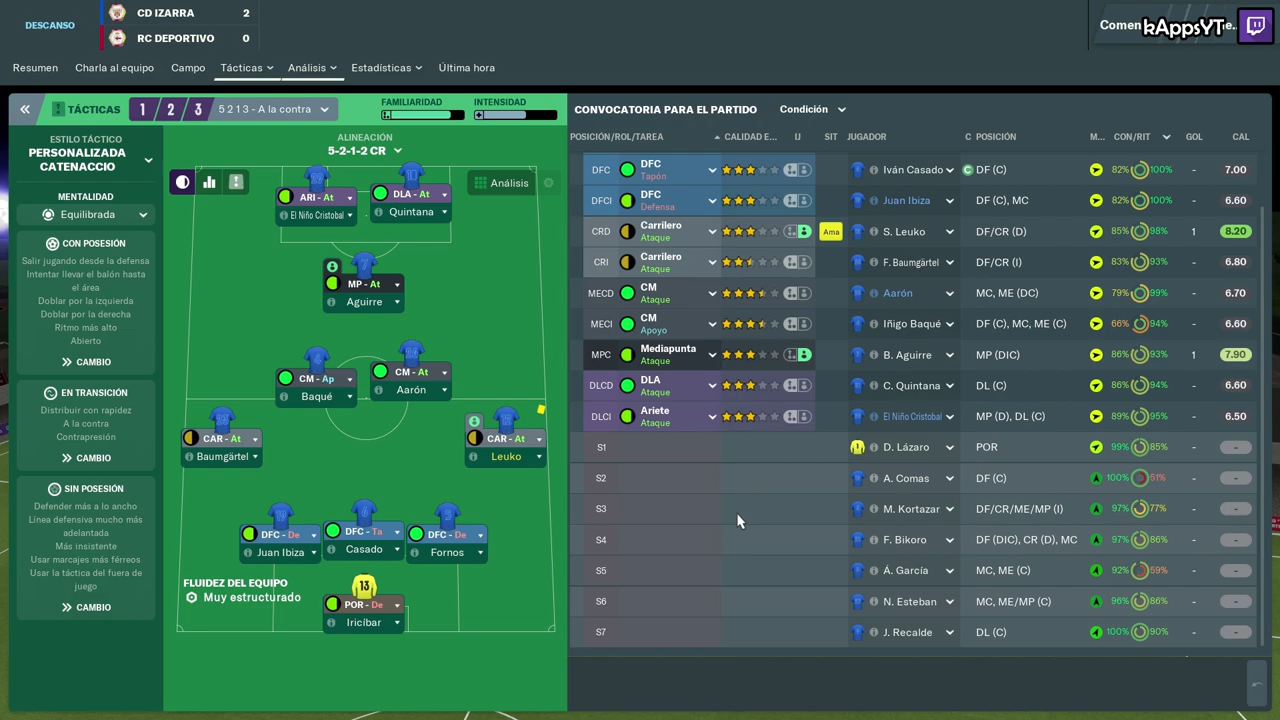 DESCANSO
CD IZARRA 2
RC DEPORTIVO 0
Comen
kAppsYT
Resumen Charla al equipo Campo Tácticas Análisis Estadísticas Última hora
TÁCTICAS 1 2 3 5 2 1 3 - A la contra
FAMILIARIDAD INTENSIDAD
ESTILO TÁCTICO
PERSONALIZADA
CATENACCIO
MENTALIDAD
Equilibrada
CON POSESIÓN
Salir jugando desde la defensa
Intentar llevar el balón hasta
el área
Doblar por la izquierda
Doblar por la derecha
Ritmo más alto
Abierto
CAMBIO
EN TRANSICIÓN
Distribuir con rapidez
A la contra
Contrapresión
CAMBIO
SIN POSESIÓN
Defender más a lo ancho
Línea defensiva mucho más
adelantada
Más insistente
Usar marcajes más férreos
Usar la táctica del fuera de
juego
CAMBIO
ALINEACIÓN
5-2-1-2 CR
Análisis
ARI - At
El Niño Cristobal
DLA - At
Quintana
MP - At
Aguirre
CM - Ap
Baqué
CM - At
Aarón
CAR - At
Baumgärtel
CAR - At
Leuko
DFC - De
Juan Ibiza
DFC - Ta
Casado
DFC - De
Fornos
FLUIDEZ DEL EQUIPO
Muy estructurado
13
POR - De
Iricíbar
CONVOCATORIA PARA EL PARTIDO Condición
POSICIÓN/ROL/TAREA CALIDAD E... IJ SIT JUGADOR C POSICIÓN M... CON/RIT GOL CAL
DFC DFC Tapón Iván Casado C DF (C) 82% 100% - 7.00
DFCI DFC Defensa Juan Ibiza DF (C), MC 82% 100% - 6.60
CRD Carrilero Ataque Ama S. Leuko DF/CR (D) 85% 98% 1 8.20
CRI Carrilero Ataque F. Baumgärtel DF/CR (I) 83% 93% - 6.80
MECD CM Ataque Aarón MC, ME (DC) 79% 99% - 6.70
MECI CM Apoyo Iñigo Baqué DF (C), MC, ME (C) 66% 94% - 6.60
MPC Mediapunta Ataque B. Aguirre MP (DIC) 86% 93% 1 7.90
DLCD DLA Ataque C. Quintana DL (C) 86% 94% - 6.60
DLCI Ariete Ataque El Niño Cristobal MP (D), DL (C) 89% 95% - 6.50
S1 D. Lázaro POR 99% 85% - -
S2 A. Comas DF (C) 100% 51% - -
S3 M. Kortazar DF/CR/ME/MP (I) 97% 77% - -
S4 F. Bikoro DF (DIC), CR (D), MC 97% 86% - -
S5 Á. García MC, ME (C) 92% 59% - -
S6 N. Esteban MC, ME/MP (C) 96% 86% - -
S7 J. Recalde DL (C) 100% 90% - -